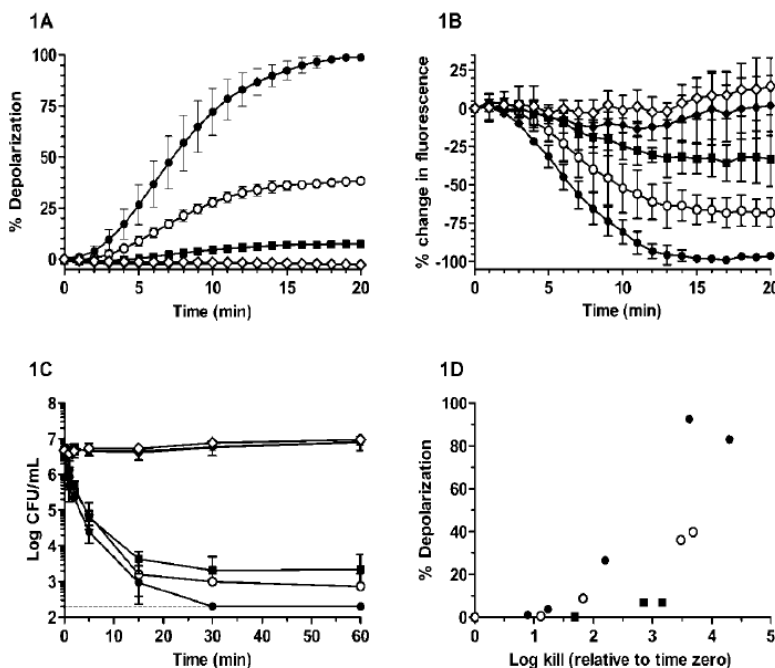 1A
1B
100
75
50
25
0
% Depolarization
0 5 10 15 20
Time (min)
25
0
-25
-50
-75
-100
% change in fluorescence
0 5 10 15 20
Time (min)
1C
1D
8
7
6
5
4
3
2
Log CFU/mL
0 10 20 30 40 50 60
Time (min)
100
80
60
40
20
0
% Depolarization
0 1 2 3 4 5
Log kill (relative to time zero)